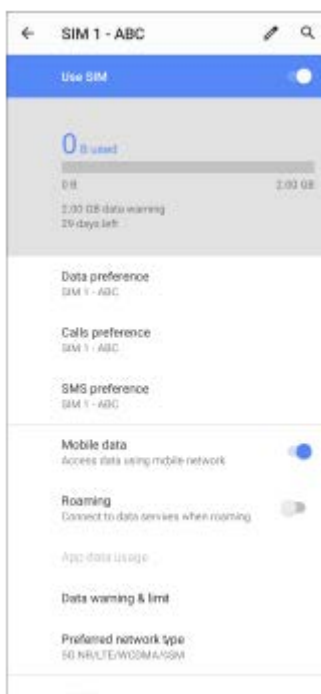 SIM 1 - ABC
Use SIM
0 B used
0 B 2.00 GB
2.00 GB data warning
29 days left
Data preference
SIM 1 - ABC
Calls preference
SIM 1 - ABC
SMS preference
SIM 1 - ABC
Mobile data
Access data using mobile network
Roaming
Connect to data services when roaming
App data usage
Data warning & limit
Preferred network type
5G NR/LTE/WCDMA/GSM